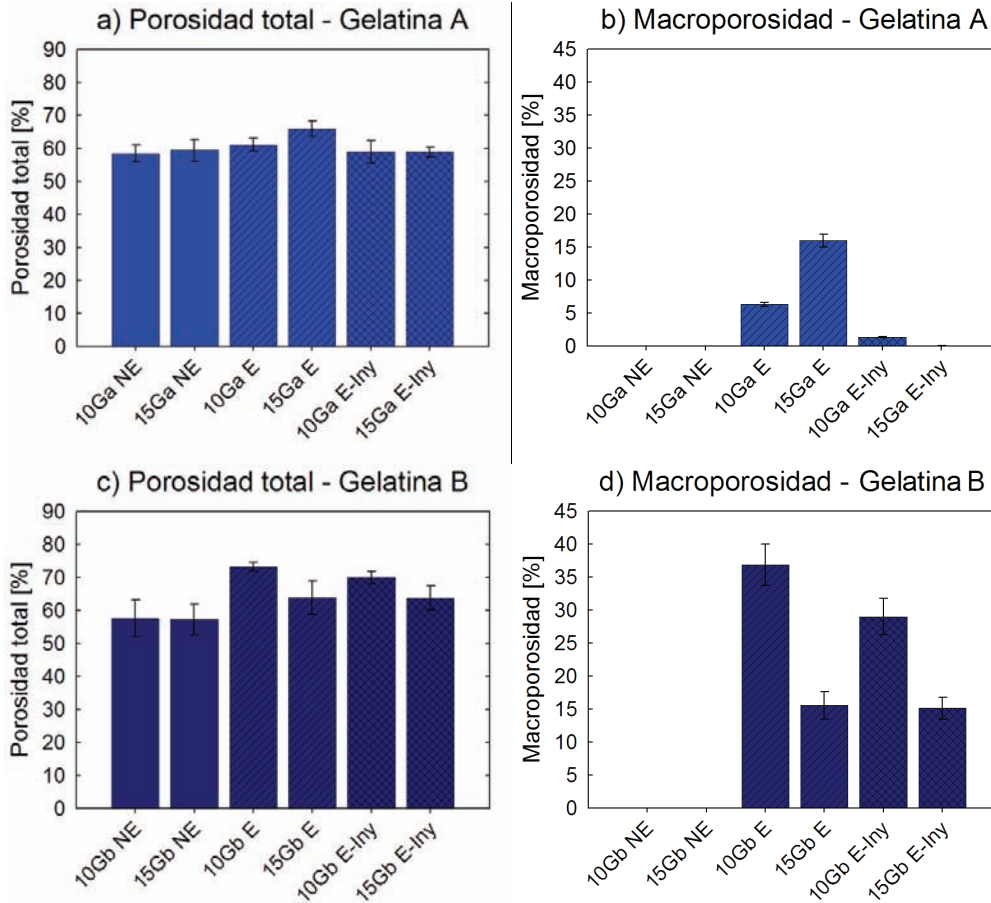 a) Porosidad total - Gelatina A
Porosidad total [%]
90
80
70
60
50
40
30
20
10
0
10Ga NE
15Ga NE
10Ga E
15Ga E
10Ga E-Iny
15Ga E-Iny
b) Macroporosidad - Gelatina A
Macroporosidad [%]
45
40
35
30
25
20
15
10
5
0
10Ga NE
15Ga NE
10Ga E
15Ga E
10Ga E-Iny
15Ga E-Iny
c) Porosidad total - Gelatina B
Porosidad total [%]
90
80
70
60
50
40
30
20
10
0
10Gb NE
15Gb NE
10Gb E
15Gb E
10Gb E-Iny
15Gb E-Iny
d) Macroporosidad - Gelatina B
Macroporosidad [%]
45
40
35
30
25
20
15
10
5
0
10Gb NE
15Gb NE
10Gb E
15Gb E
10Gb E-Iny
15Gb E-Iny